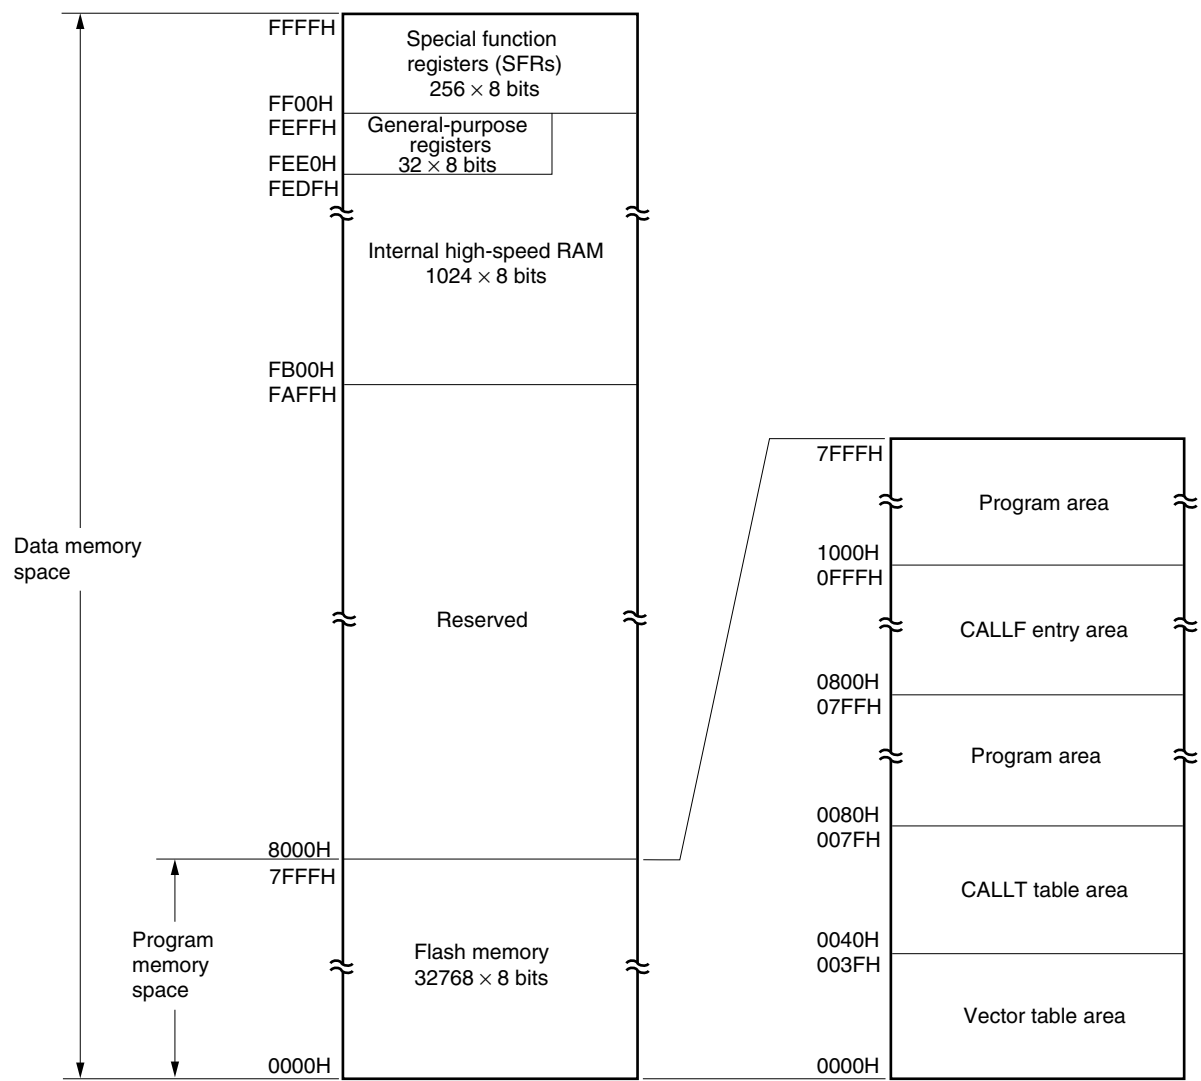 FFFFH
Special function
registers (SFRs)
256 × 8 bits
FF00H
FEFFH
General-purpose
registers
32 × 8 bits
FEE0H
FEDFH
Internal high-speed RAM
1024 × 8 bits
FB00H
FAFFH
Data memory
space
Reserved
8000H
7FFFH
Program
memory
space
Flash memory
32768 × 8 bits
0000H
7FFFH
Program area
1000H
0FFFH
CALLF entry area
0800H
07FFH
Program area
0080H
007FH
CALLT table area
0040H
003FH
Vector table area
0000H